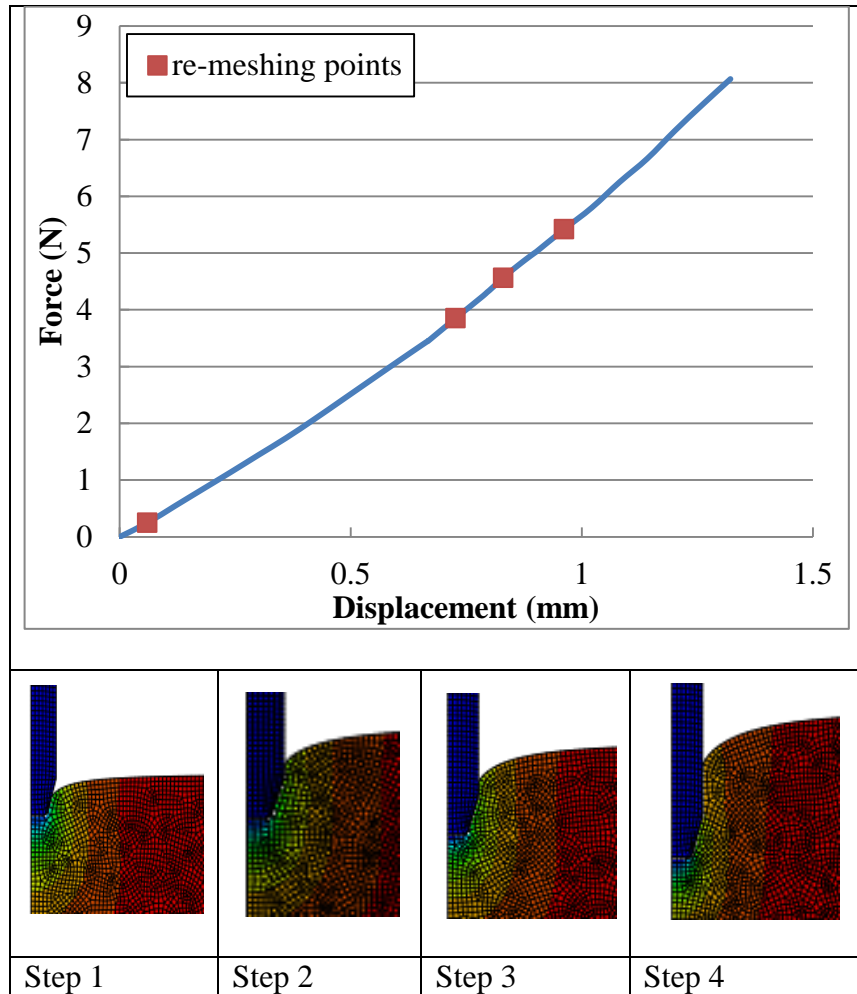 9
re-meshing points
8
7
6
5
4
3
2
1
0
Force (N)
0 0.5 1 1.5
Displacement (mm)
Step 1 Step 2 Step 3 Step 4